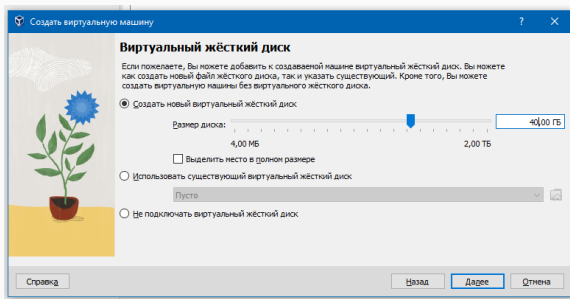 Создать виртуальную машину
Виртуальный жёсткий диск
Если пожелаете, Вы можете добавить к создаваемой машине виртуальный жёсткий диск. Вы можете
как создать новый файл жёсткого диска, так и указать существующий. Кроме того, Вы можете
создать виртуальную машины без виртуального жёсткого диска.
Создать новый виртуальный жёсткий диск
Размер диска:
40,00 ГБ
4,00 МБ 2,00 ТБ
Выделить место в полном размере
Использовать существующий виртуальный жёсткий диск
Пусто
Не подключать виртуальный жёсткий диск
Справка Назад Далее Отмена